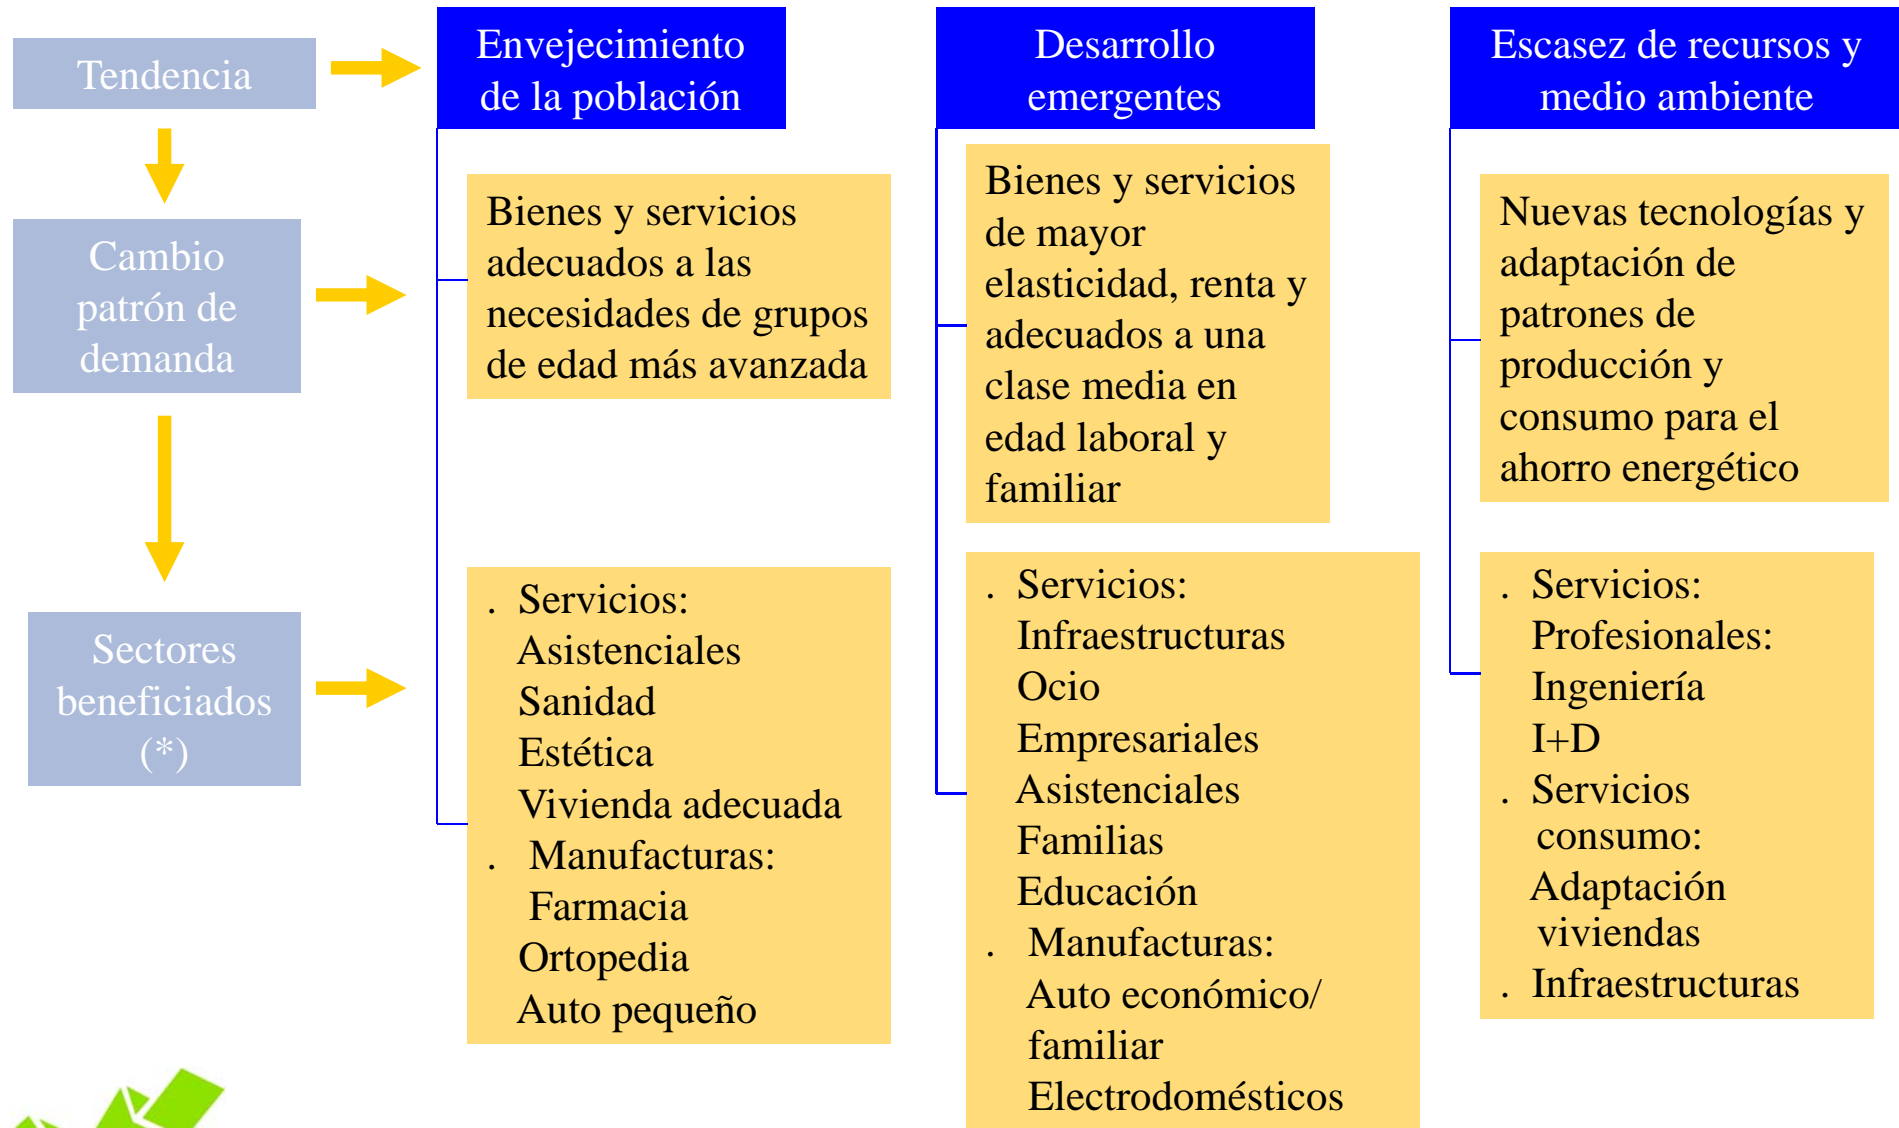 Tendencia
Cambio
patrón de
demanda
Sectores
beneficiados
(*)
Envejecimiento
de la población
Bienes y servicios
adecuados a las
necesidades de grupos
de edad más avanzada
. Servicios:
Asistenciales
Sanidad
Estética
Vivienda adecuada
. Manufacturas:
Farmacia
Ortopedia
Auto pequeño
Desarrollo
emergentes
Bienes y servicios
de mayor
elasticidad, renta y
adecuados a una
clase media en
edad laboral y
familiar
. Servicios:
Infraestructuras
Ocio
Empresariales
Asistenciales
Familias
Educación
. Manufacturas:
Auto económico/
familiar
Electrodomésticos
Escasez de recursos y
medio ambiente
Nuevas tecnologías y
adaptación de
patrones de
producción y
consumo para el
ahorro energético
. Servicios:
Profesionales:
Ingeniería
I+D
. Servicios
consumo:
Adaptación
viviendas
. Infraestructuras